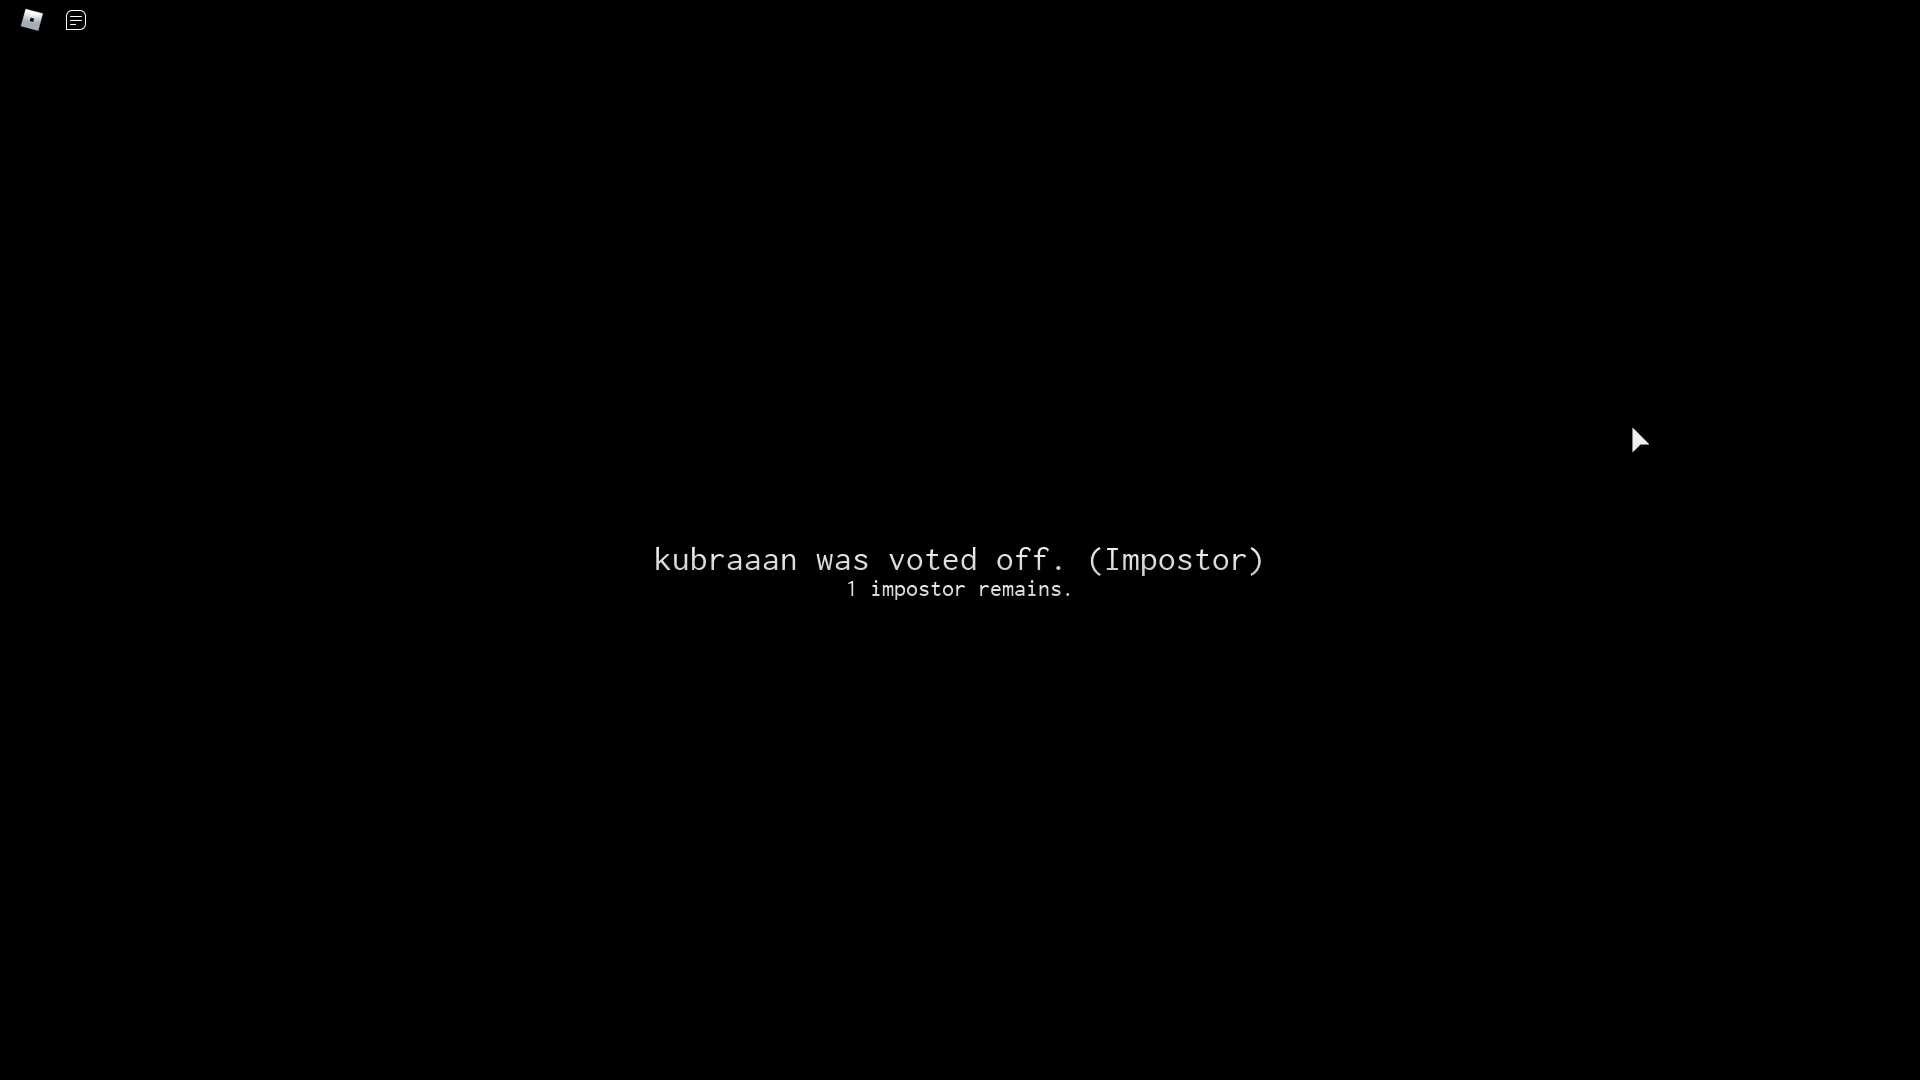 kubraaan was voted off. (Impostor)
1 impostor remains.